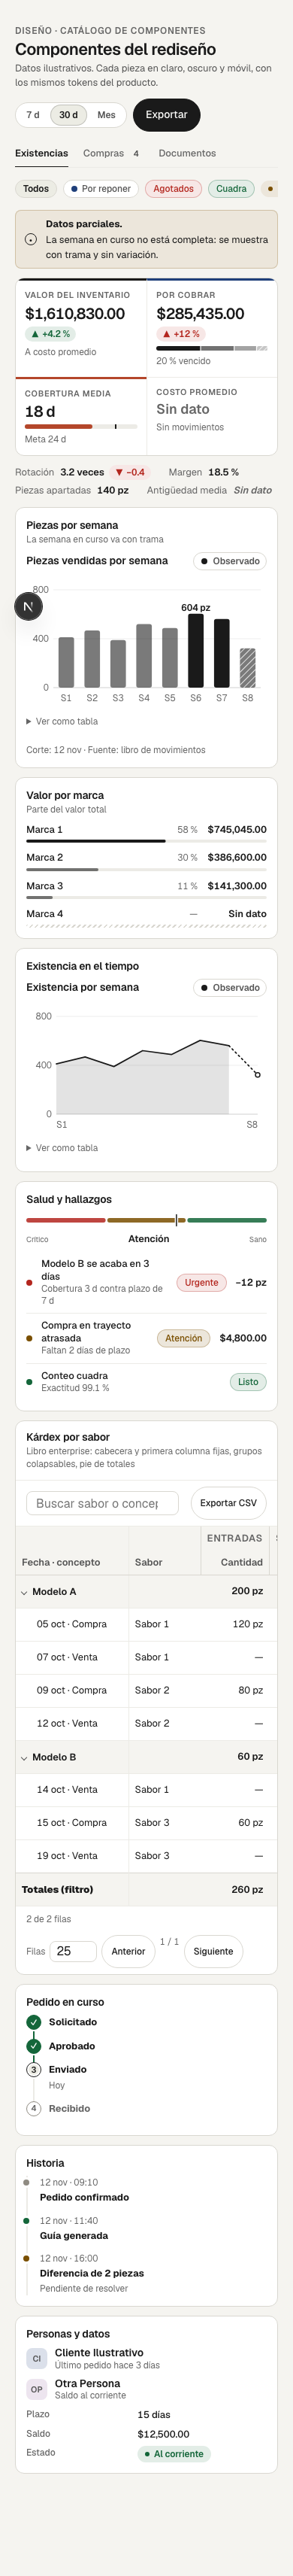 DISEÑO · CATÁLOGO DE COMPONENTES
Componentes del rediseño
Datos ilustrativos. Cada pieza en claro, oscuro y móvil, con
los mismos tokens del producto.
7 d 30 d Mes Exportar
Existencias Compras 4 Documentos
Todos Por reponer Agotados Cuadra
Datos parciales.
La semana en curso no está completa: se muestra
con trama y sin variación.
VALOR DEL INVENTARIO
$1,610,830.00
▲ +4.2 %
A costo promedio
POR COBRAR
$285,435.00
▲ +12 %
20 % vencido
COBERTURA MEDIA
18 d
Meta 24 d
COSTO PROMEDIO
Sin dato
Sin movimientos
Rotación 3.2 veces ▼ −0.4 Margen 18.5 %
Piezas apartadas 140 pz Antigüedad media Sin dato
Piezas por semana
La semana en curso va con trama
Piezas vendidas por semana Observado
800
604 pz
400
0
S1 S2 S3 S4 S5 S6 S7 S8
N
▶ Ver como tabla
Corte: 12 nov · Fuente: libro de movimientos
Valor por marca
Parte del valor total
Marca 1 58 % $745,045.00
Marca 2 30 % $386,600.00
Marca 3 11 % $141,300.00
Marca 4 — Sin dato
Existencia en el tiempo
Existencia por semana Observado
800
400
0
S1 S8
▶ Ver como tabla
Salud y hallazgos
Crítico Atención Sano
Modelo B se acaba en 3
días
Cobertura 3 d contra plazo de
7 d
Urgente −12 pz
Compra en trayecto
atrasada
Faltan 2 días de plazo
Atención $4,800.00
Conteo cuadra
Exactitud 99.1 %
Listo
Kárdex por sabor
Libro enterprise: cabecera y primera columna fijas, grupos
colapsables, pie de totales
Buscar sabor o concep Exportar CSV
ENTRADAS
Fecha · concepto Sabor Cantidad
Modelo A 200 pz
05 oct · Compra Sabor 1 120 pz
07 oct · Venta Sabor 1 —
09 oct · Compra Sabor 2 80 pz
12 oct · Venta Sabor 2 —
Modelo B 60 pz
14 oct · Venta Sabor 1 —
15 oct · Compra Sabor 3 60 pz
19 oct · Venta Sabor 3 —
Totales (filtro) 260 pz
2 de 2 filas
Filas 25 Anterior 1 / 1 Siguiente
Pedido en curso
Solicitado
Aprobado
3 Enviado
Hoy
4 Recibido
Historia
12 nov · 09:10
Pedido confirmado
12 nov · 11:40
Guía generada
12 nov · 16:00
Diferencia de 2 piezas
Pendiente de resolver
Personas y datos
CI Cliente Ilustrativo
Último pedido hace 3 días
OP Otra Persona
Saldo al corriente
Plazo 15 días
Saldo $12,500.00
Estado Al corriente